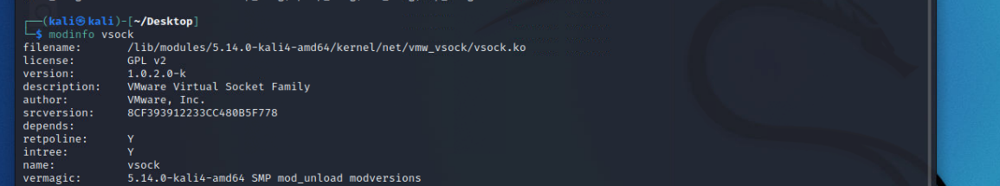 ┌──(kali㉿kali)-[~/Desktop]
└─$ modinfo vsock
filename:       /lib/modules/5.14.0-kali4-amd64/kernel/net/vmw_vsock/vsock.ko
license:        GPL v2
version:        1.0.2.0-k
description:    VMware Virtual Socket Family
author:         VMware, Inc.
srcversion:     8CF393912233CC480B5F778
depends:
retpoline:      Y
intree:         Y
name:           vsock
vermagic:       5.14.0-kali4-amd64 SMP mod_unload modversions